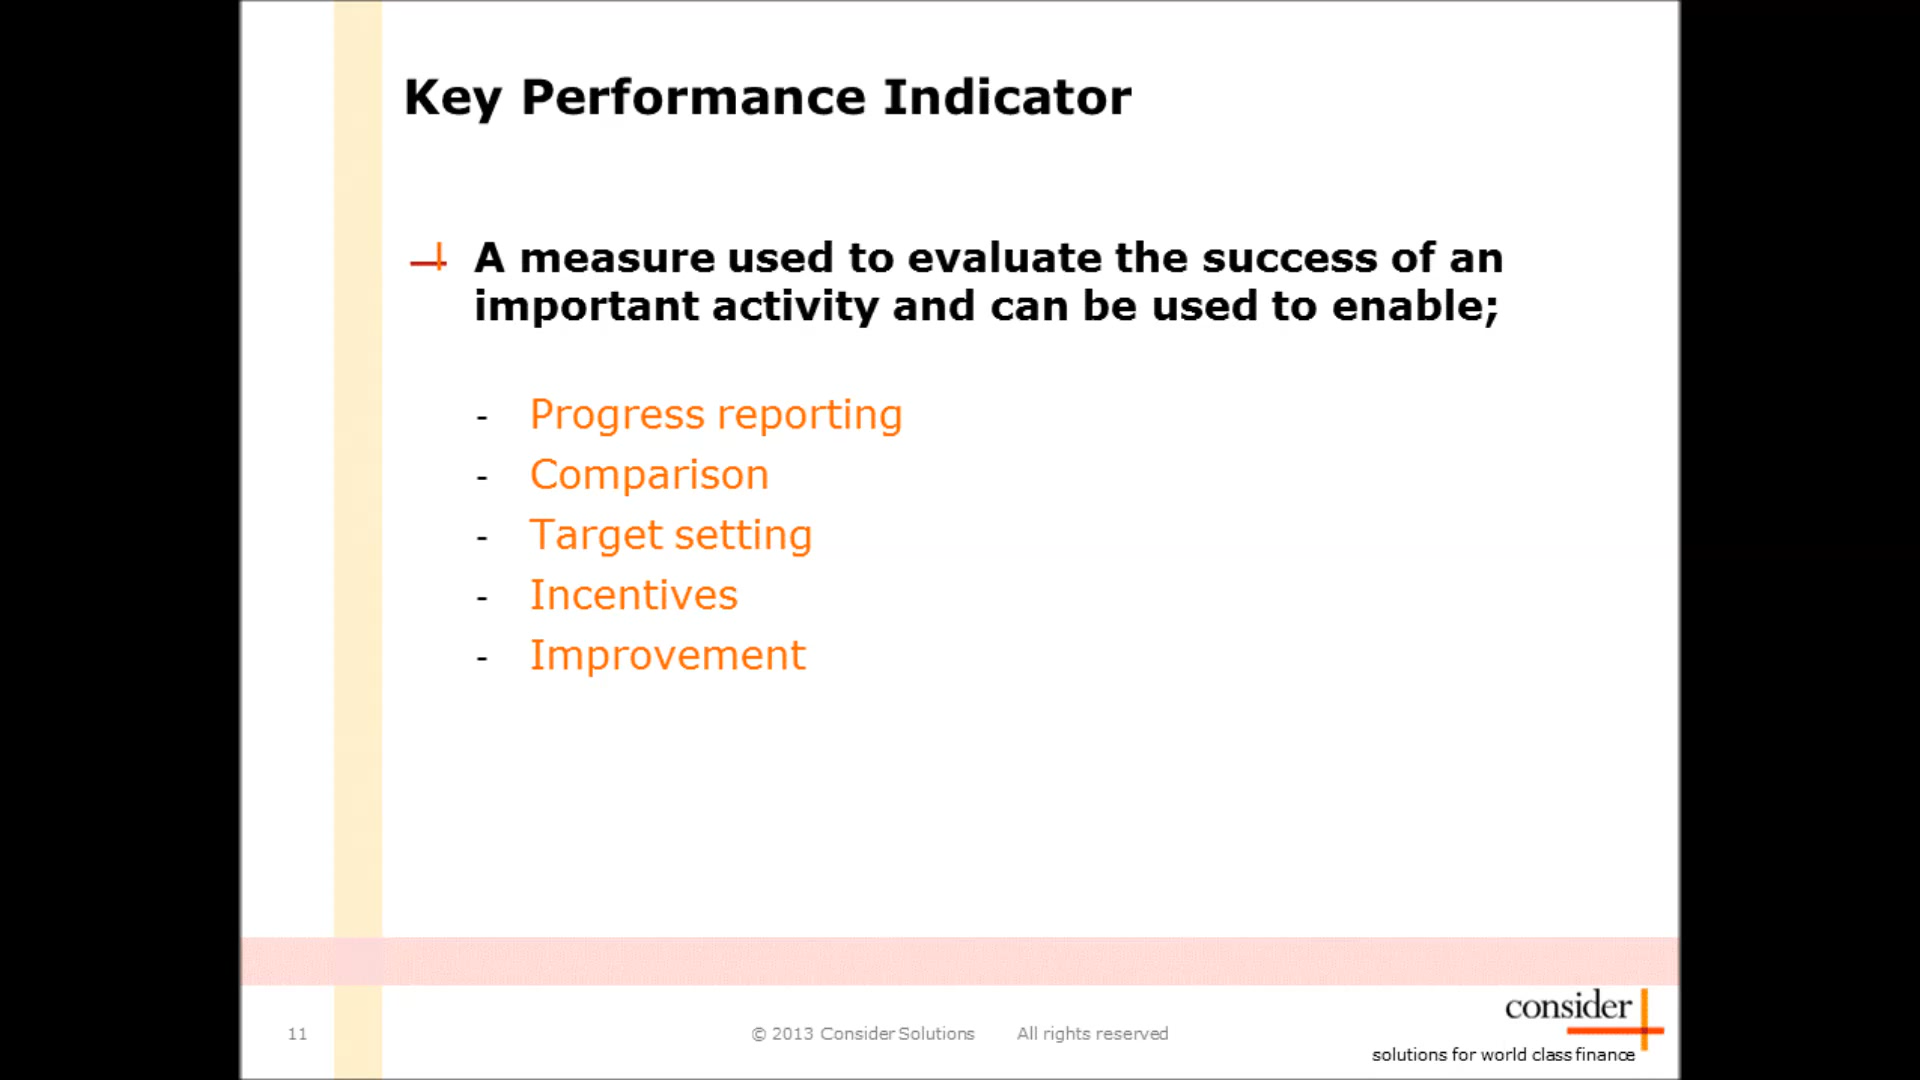 Key Performance Indicator
A measure used to evaluate the success of an
important activity and can be used to enable;
- Progress reporting
- Comparison
- Target setting
- Incentives
- Improvement
consider
11 © 2013 Consider Solutions All rights reserved
solutions for world class finance